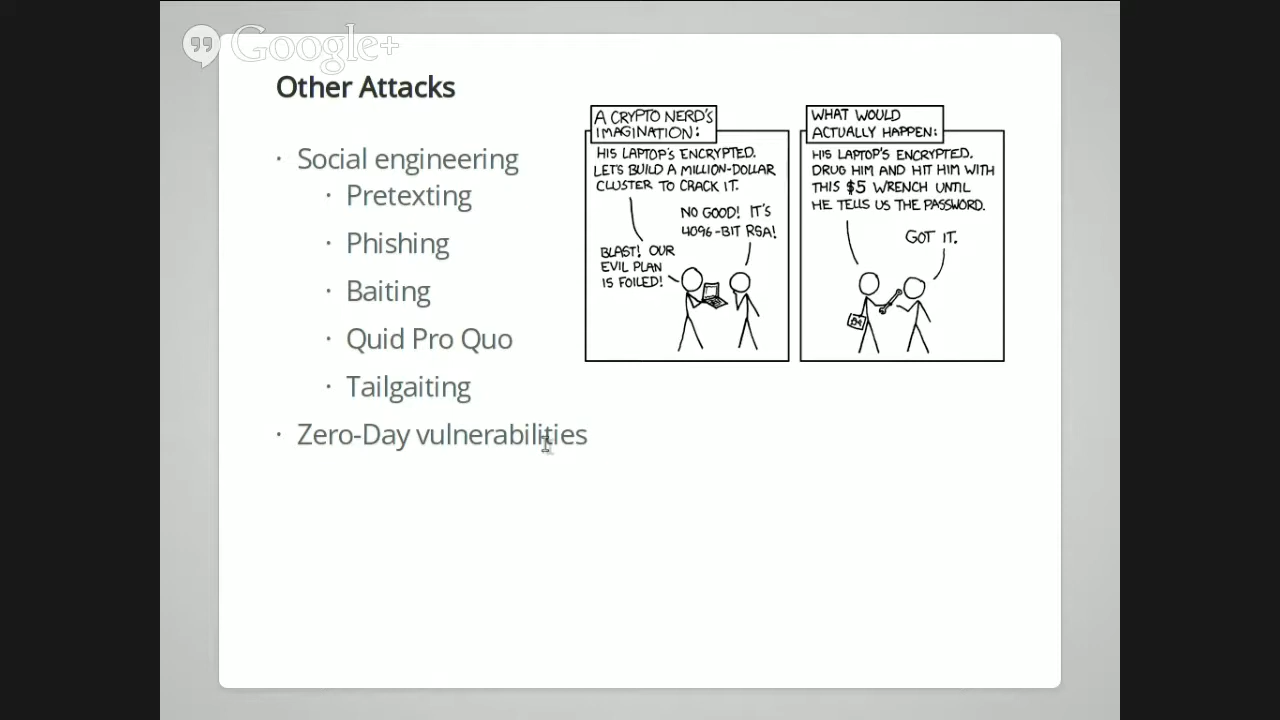 Google+
Other Attacks
· Social engineering
· Pretexting
· Phishing
· Baiting
· Quid Pro Quo
· Tailgaiting
· Zero-Day vulnerabilities
A CRYPTO NERD'S
IMAGINATION:
HIS LAPTOP'S ENCRYPTED.
LET'S BUILD A MILLION-DOLLAR
CLUSTER TO CRACK IT.
NO GOOD! IT'S
4096-BIT RSA!
BLAST! OUR
EVIL PLAN
IS FOILED!
WHAT WOULD
ACTUALLY HAPPEN:
HIS LAPTOP'S ENCRYPTED.
DRUG HIM AND HIT HIM WITH
THIS $5 WRENCH UNTIL
HE TELLS US THE PASSWORD.
GOT IT.